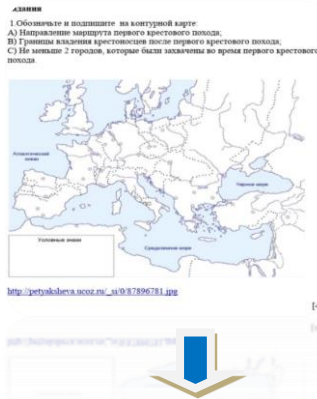 дания
1.Обозначьте и подпишите на контурной карте:
А) Направление маршрута первого крестового похода;
В) Границы владения крестоносцев после первого крестового похода;
С) Не меньше 2 городов, которые были захвачены во время первого крестового
похода
Атлантический
океан
Черное море
Условные знаки
Средиземное море
http://petyaksheva.ucoz.ru/_si/0/87896781.jpg